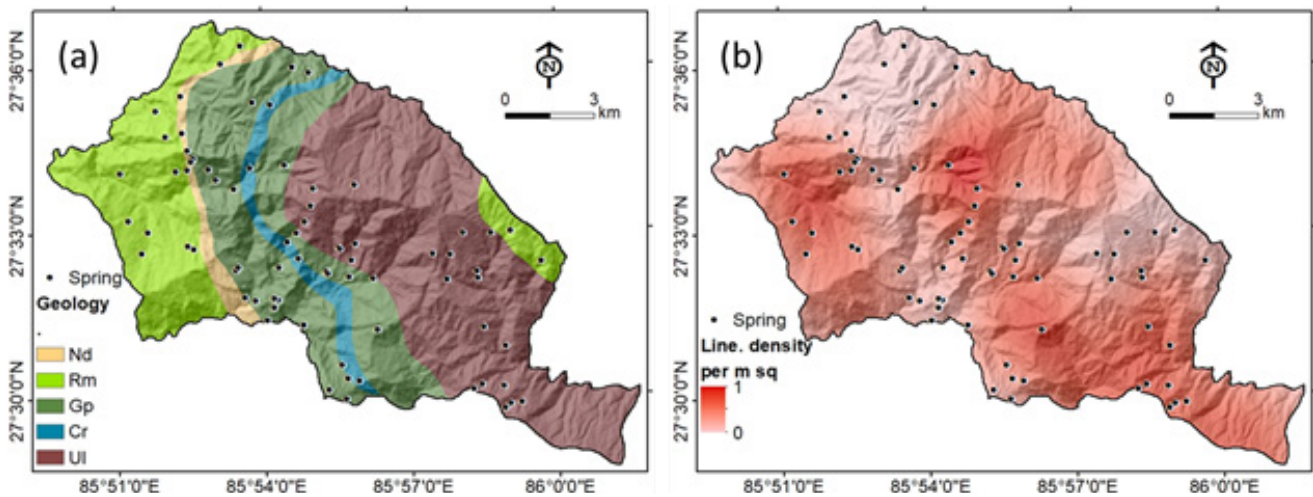 (a)
N
0 3
km
27°36'0"N
27°33'0"N
27°30'0"N
Spring
Geology
Nd
Rm
Gp
Cr
Ul
85°51'0"E 85°54'0"E 85°57'0"E 86°0'0"E
(b)
N
0 3
km
27°36'0"N
27°33'0"N
27°30'0"N
Spring
Line. density
per m sq
1
0
85°51'0"E 85°54'0"E 85°57'0"E 86°0'0"E